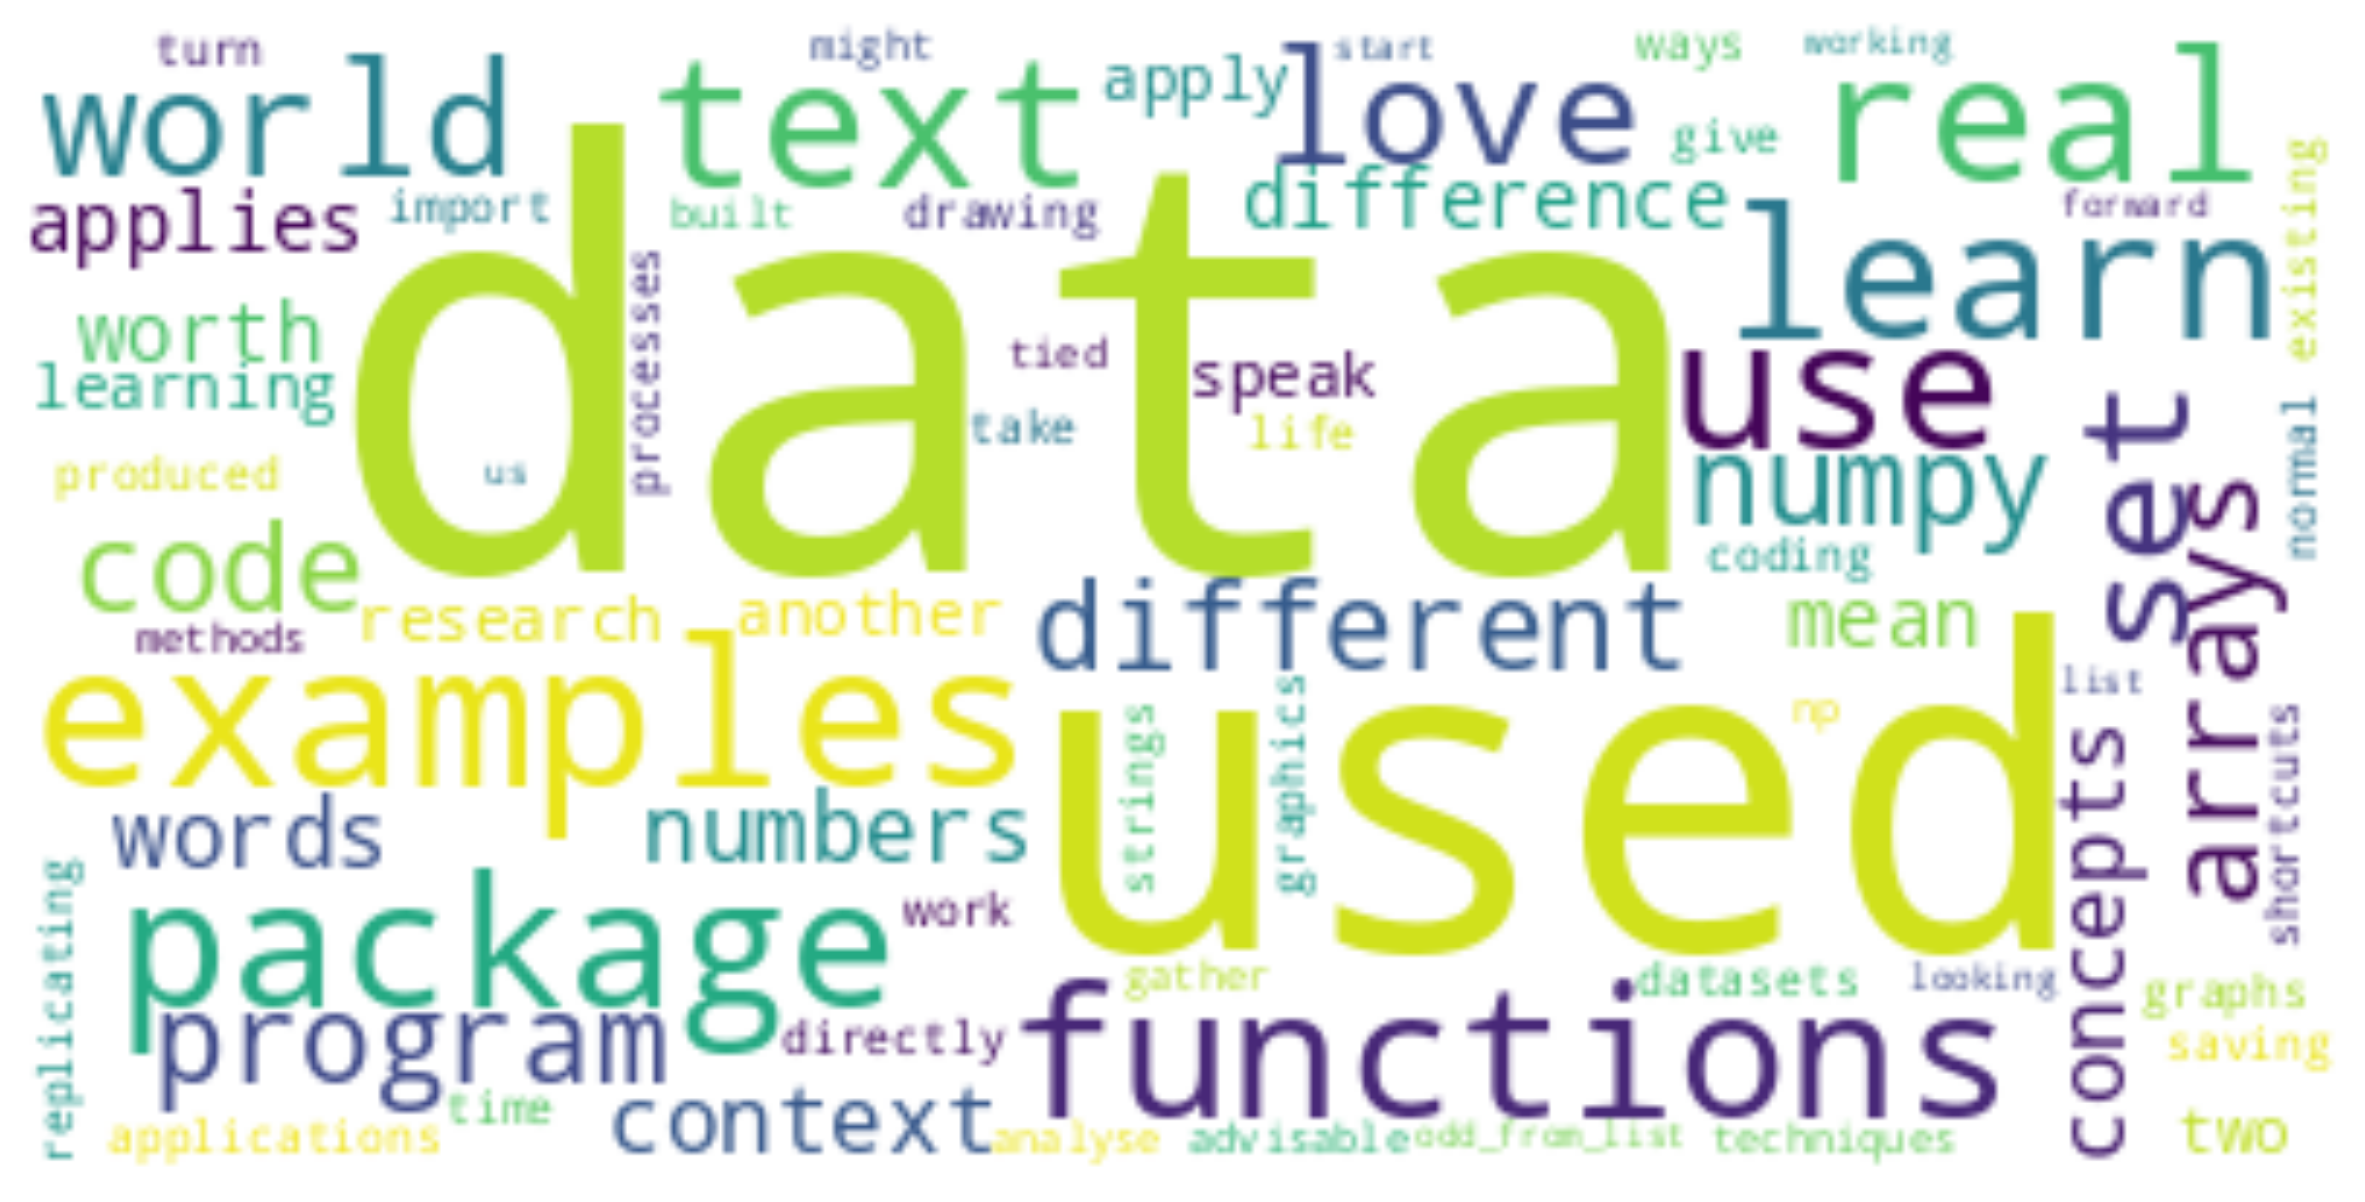 turn
might
start
ways
working
world
text
apply
love
give
real
applies
import
built
drawing
difference
forward
existing
data
learn
processes
worth
learning
tied
speak
use
take
life
set
normal
produced
us
numpy
coding
arrays
code
research
another
different
mean
methods
examples
used
list
np
strings
graphics
shortcuts
concepts
words
numbers
replicating
package
work
gather
datasets
looking
graphs
program
directly
functions
saving
time
context
applications
analyse
advisable
odd_from_list
techniques
two